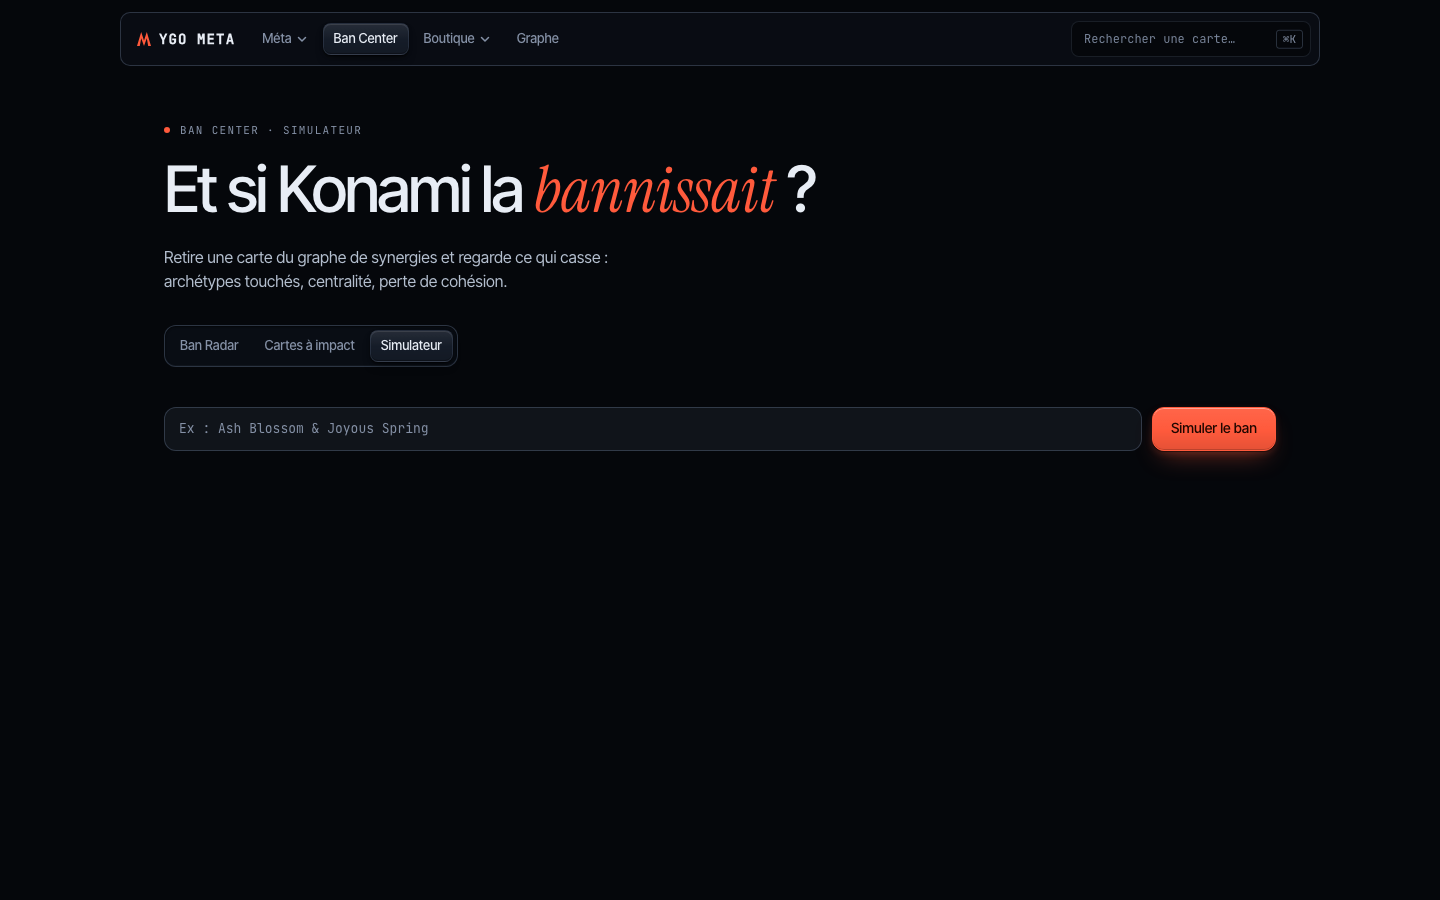 YGO META
Méta
Ban Center
Boutique
Graphe
Rechercher une carte…
⌘K
BAN CENTER · SIMULATEUR
Et si Konami la bannissait ?
Retire une carte du graphe de synergies et regarde ce qui casse :
archétypes touchés, centralité, perte de cohésion.
Ban Radar
Cartes à impact
Simulateur
Ex : Ash Blossom & Joyous Spring
Simuler le ban